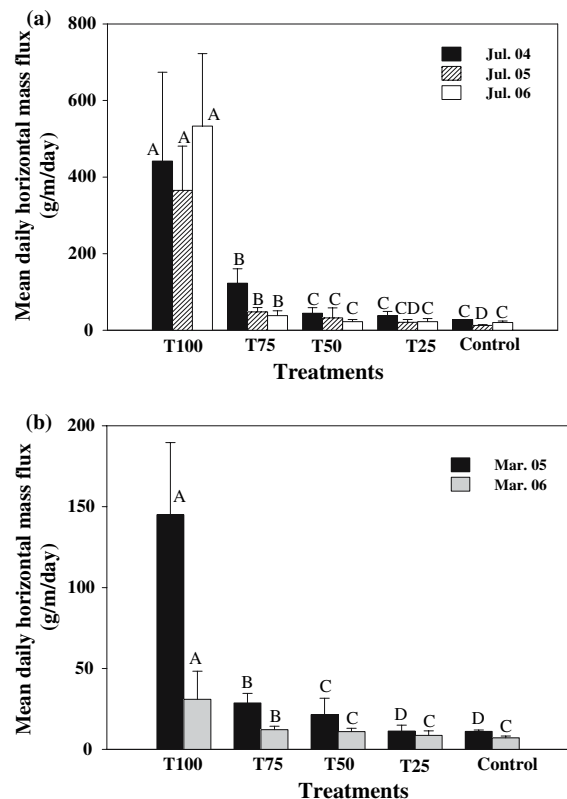 (a)
800
600
400
200
0
Mean daily horizontal mass flux
(g/m/day)
Jul. 04
Jul. 05
Jul. 06
A A A
B B B
C C C
C CD C
C D C
T100 T75 T50 T25 Control
Treatments
(b)
200
150
100
50
0
Mean daily horizontal mass flux
(g/m/day)
Mar. 05
Mar. 06
A A
B B
C C
D C
D C
T100 T75 T50 T25 Control
Treatments